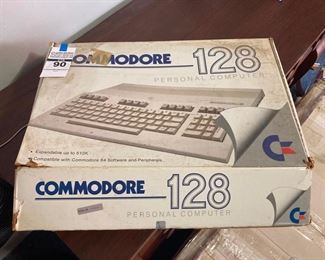 90
COMMODORE 128
PERSONAL COMPUTER
• Expandable up to 512K
• Compatible with Commodore 64 Software and Peripherals.
COMMODORE 128
PERSONAL COMPUTER